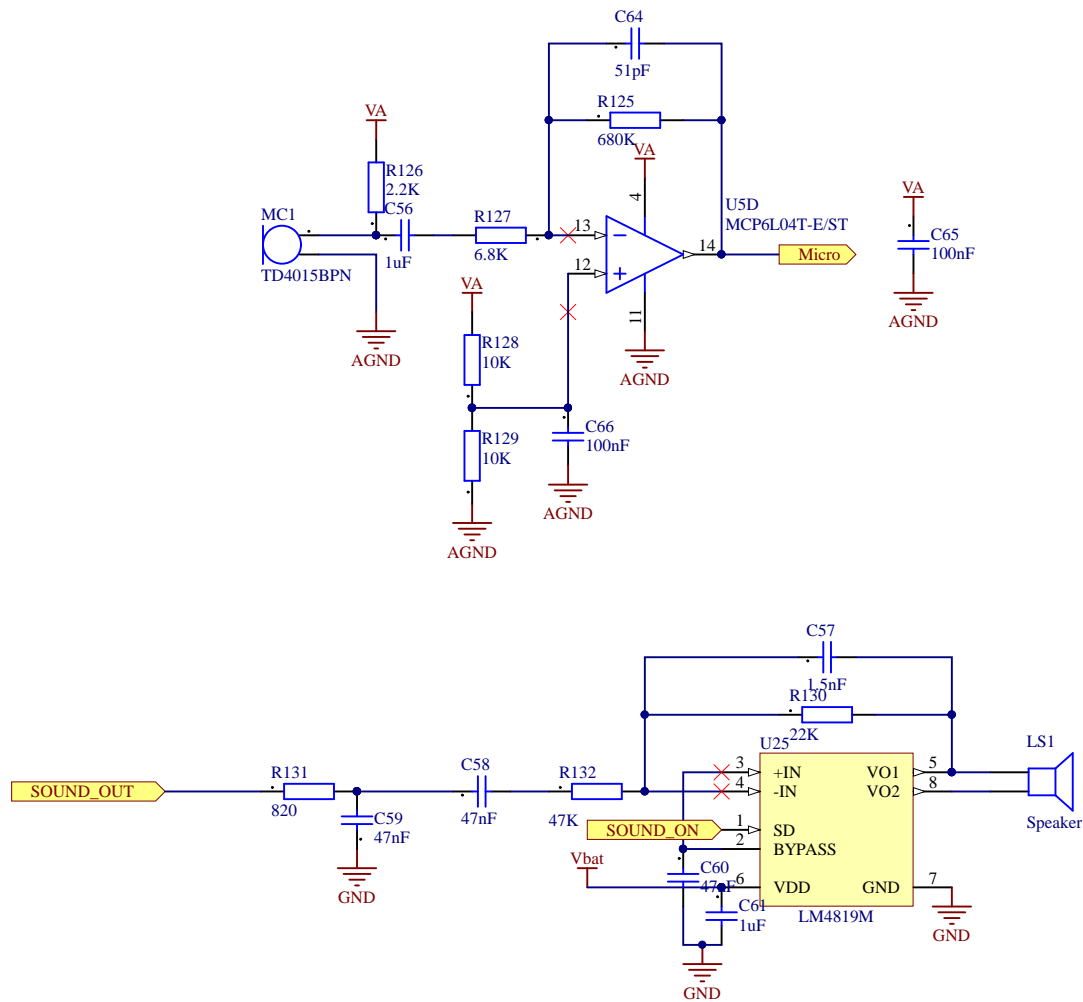 C64
51pF
R125
680K
VA
R126
2.2K
C56
1uF
MC1
TD4015BPN
AGND
R127
6.8K
VA
4
13
12
14
11
U5D
MCP6L04T-E/ST
Micro
AGND
VA
C65
100nF
AGND
VA
R128
10K
R129
10K
AGND
C66
100nF
AGND
C57
1.5nF
R130
22K
U25
SOUND_OUT
R131
820
C59
47nF
GND
C58
47nF
R132
47K
SOUND_ON
3
+IN
4
-IN
1
SD
2
BYPASS
6
VDD
VO1
5
VO2
8
GND
7
LM4819M
GND
LS1
Speaker
Vbat
C60
47nF
C61
1uF
GND